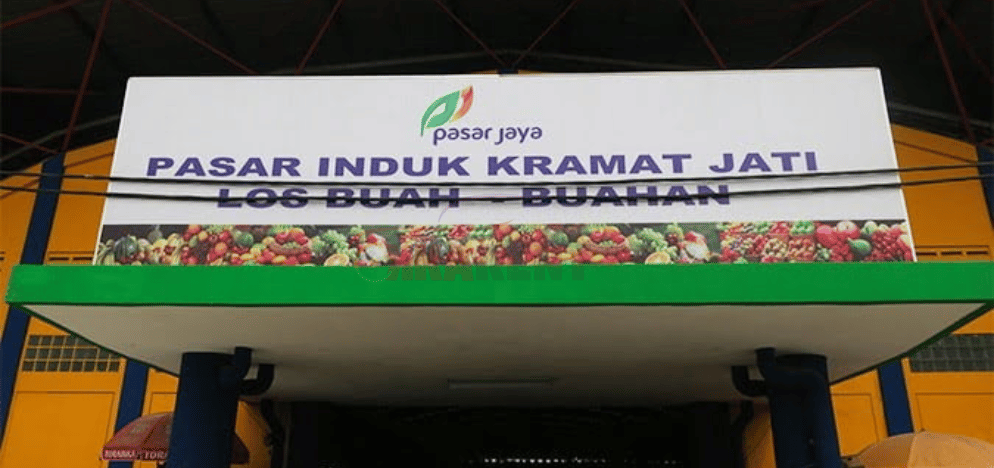 pasar jaya
PASAR INDUK KRAMAT JATI
LOS BUAH - BUAHAN